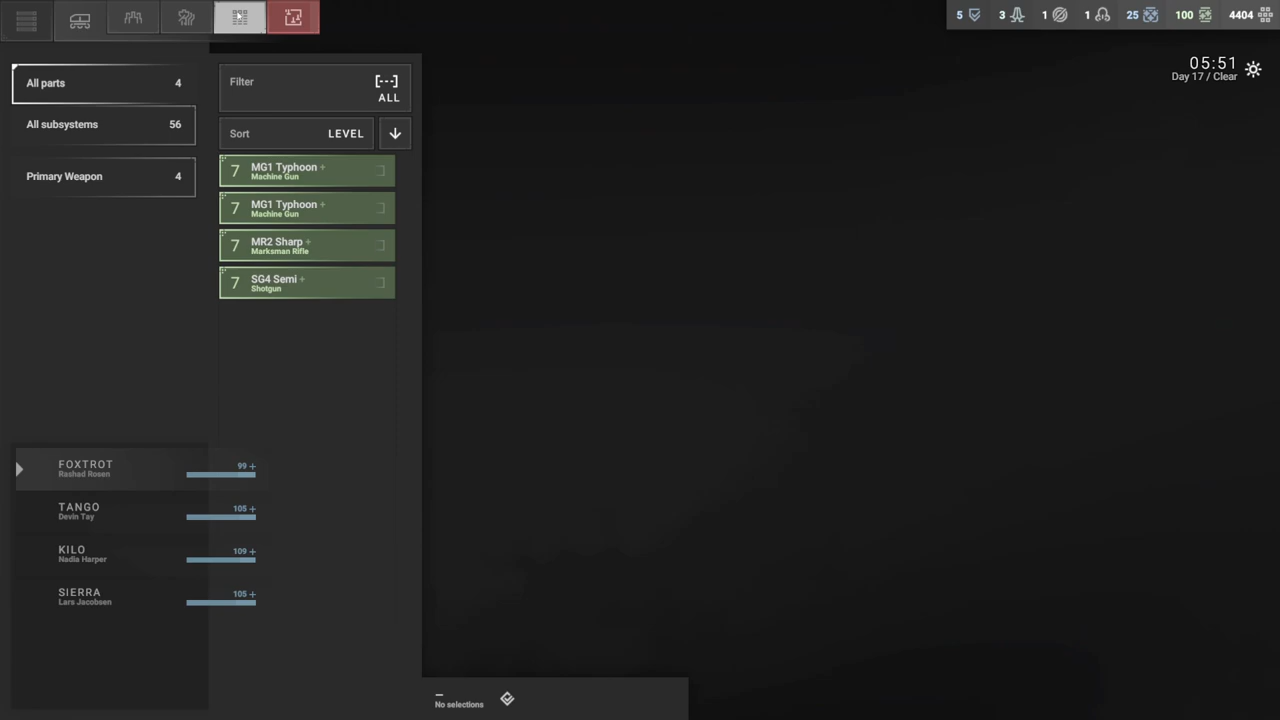 5 3 1 1 25 100 4404
05:51
Day 17 / Clear
All parts 4
All subsystems 56
Primary Weapon 4
Filter
ALL
Sort LEVEL
7 MG1 Typhoon +
Machine Gun
7 MG1 Typhoon +
Machine Gun
7 MR2 Sharp +
Marksman Rifle
7 SG4 Semi +
Shotgun
FOXTROT 99 +
Rashad Rosen
TANGO 105 +
Devin Tay
KILO 109 +
Nadia Harper
SIERRA 105 +
Lars Jacobsen
–
No selections